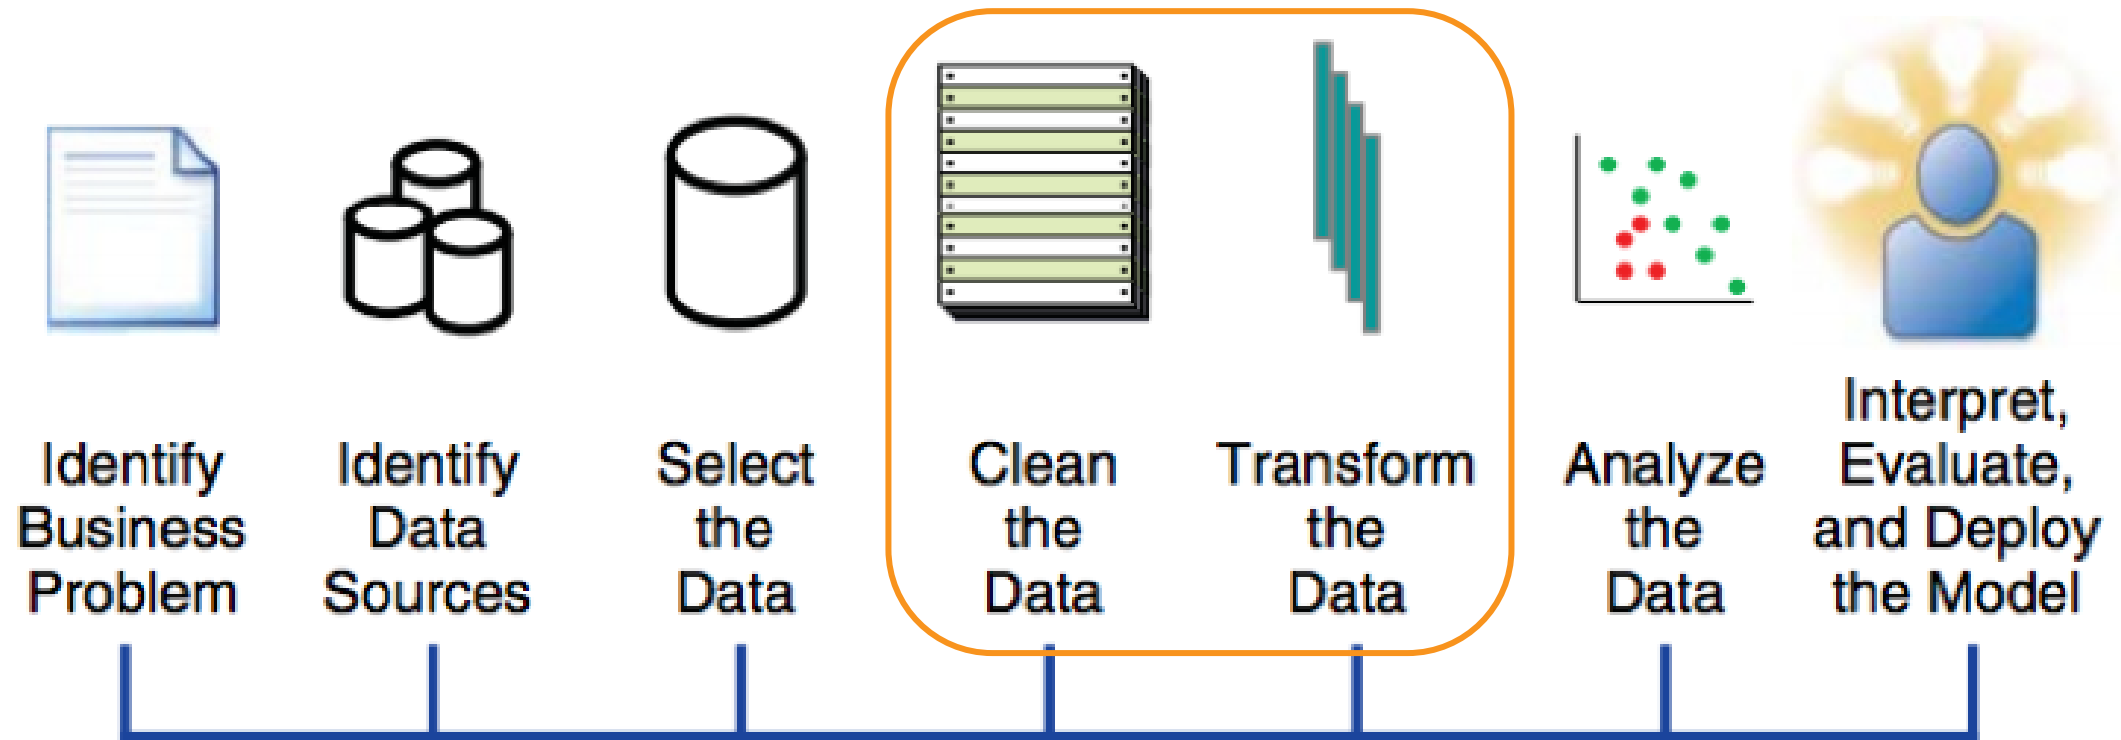 Identify
Business
Problem
Identify
Data
Sources
Select
the
Data
Clean
the
Data
Transform
the
Data
Analyze
the
Data
Interpret,
Evaluate,
and Deploy
the Model